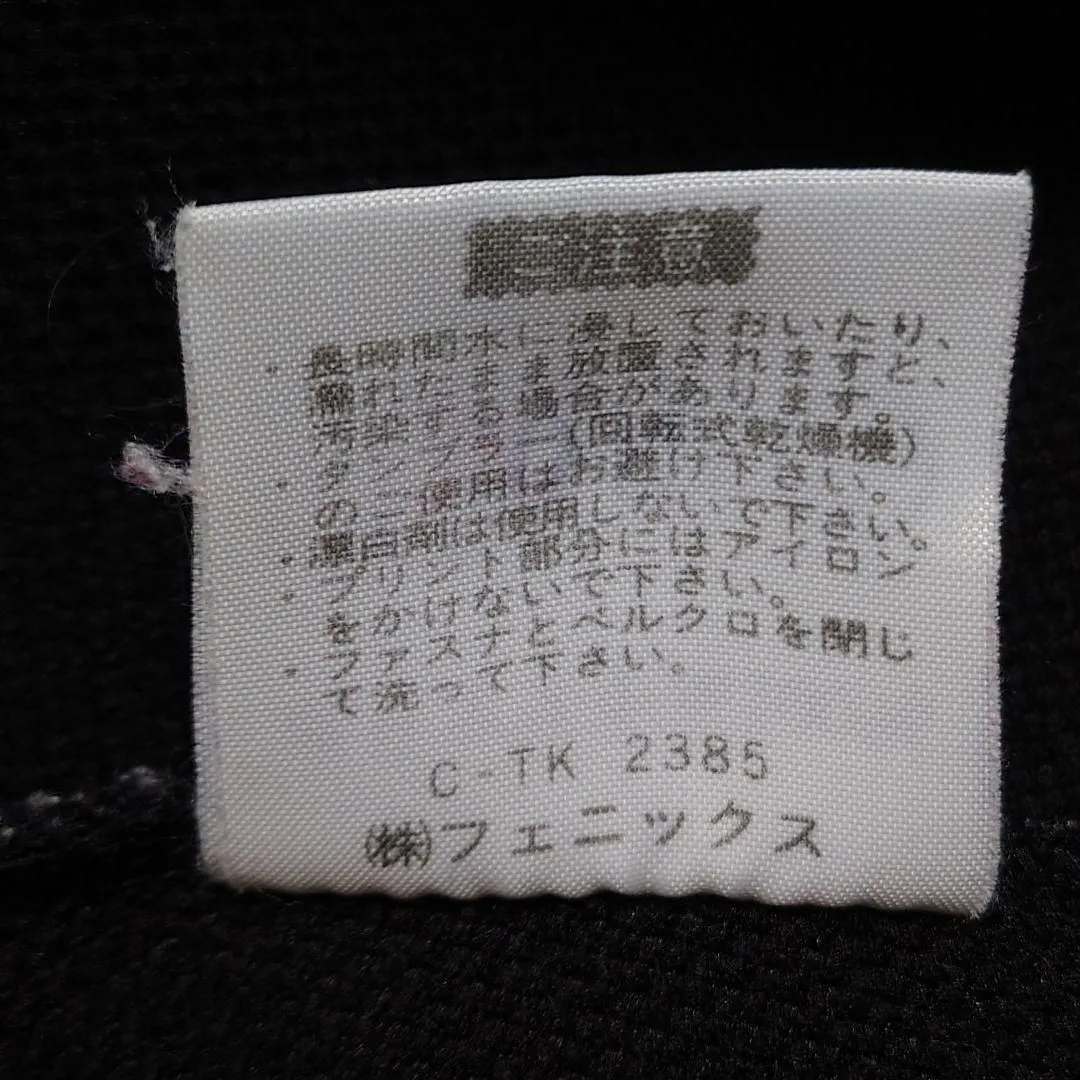 ご注意
・長時間水に浸しておいたり、
濡れたまま放置されますと、
汚染する場合があります。
・タンブラー(回転式乾燥機)
のご使用はお避け下さい。
・漂白剤は使用しないで下さい。
・プリント部分にはアイロン
をかけないで下さい。
・ファスナとベルクロを閉じ
て洗って下さい。
C-TK 2385
㈱フェニックス